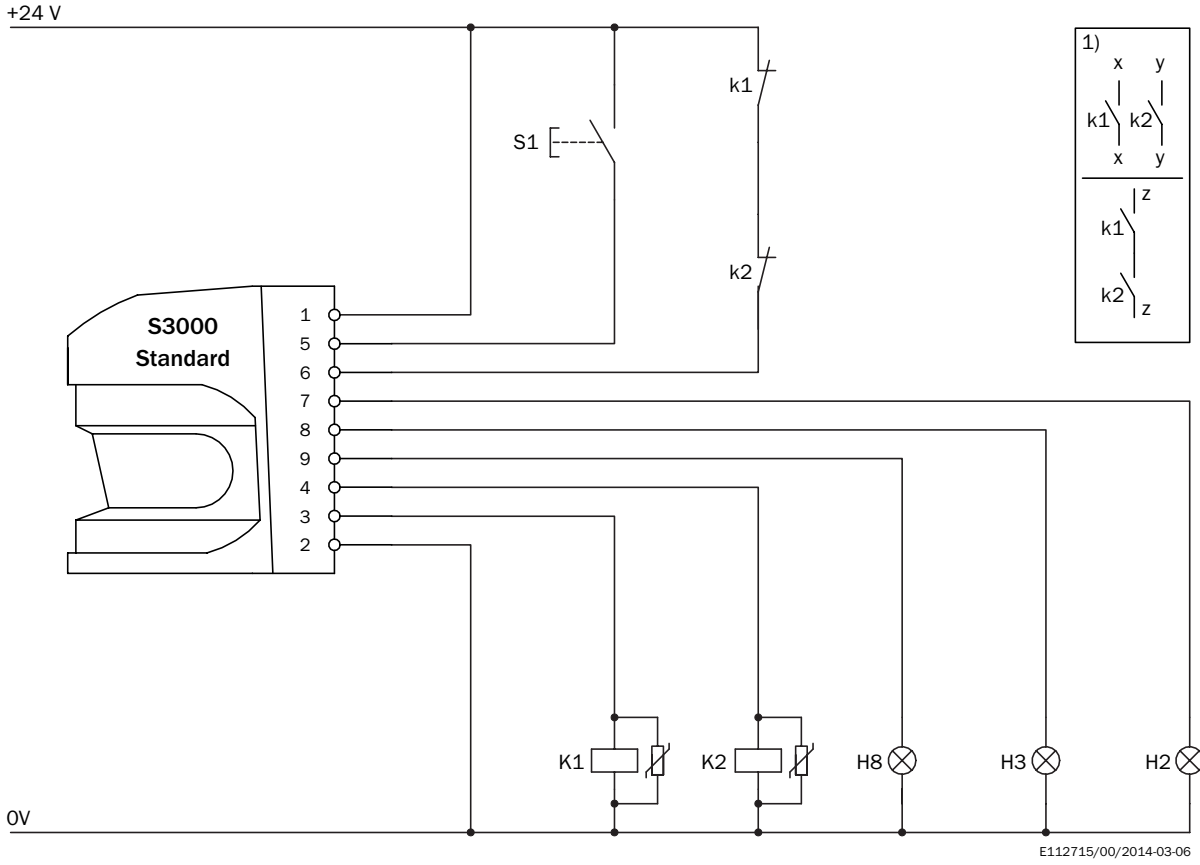 +24 V
1)
x y
k1
S1
k1 k2
x y
z
k1
k2
k2
z
S3000
Standard
1
5
6
7
8
9
4
3
2
K1 K2 H8 H3 H2
0V
E112715/00/2014-03-06